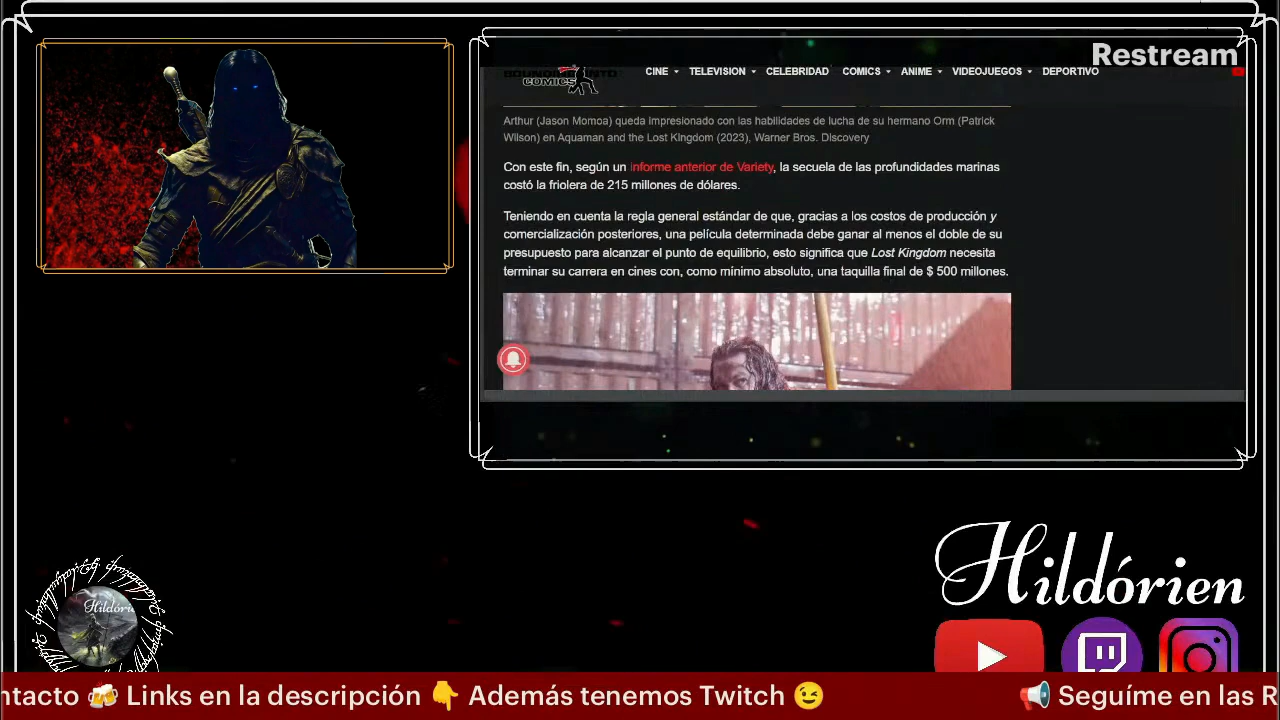 Restream
COMICS
CINE TELEVISION CELEBRIDAD COMICS ANIME VIDEOJUEGOS DEPORTIVO
Arthur (Jason Momoa) queda impresionado con las habilidades de lucha de su hermano Orm (Patrick
Wilson) en Aquaman and the Lost Kingdom (2023), Warner Bros. Discovery
Con este fin, según un informe anterior de Variety, la secuela de las profundidades marinas
costó la friolera de 215 millones de dólares.
Teniendo en cuenta la regla general estándar de que, gracias a los costos de producción y
comercialización posteriores, una película determinada debe ganar al menos el doble de su
presupuesto para alcanzar el punto de equilibrio, esto significa que Lost Kingdom necesita
terminar su carrera en cines con, como mínimo absoluto, una taquilla final de $ 500 millones.
Hildórien
Hildórie
ntacto 🍻 Links en la descripción 👇 Además tenemos Twitch 😉 📢 Seguíme en las R